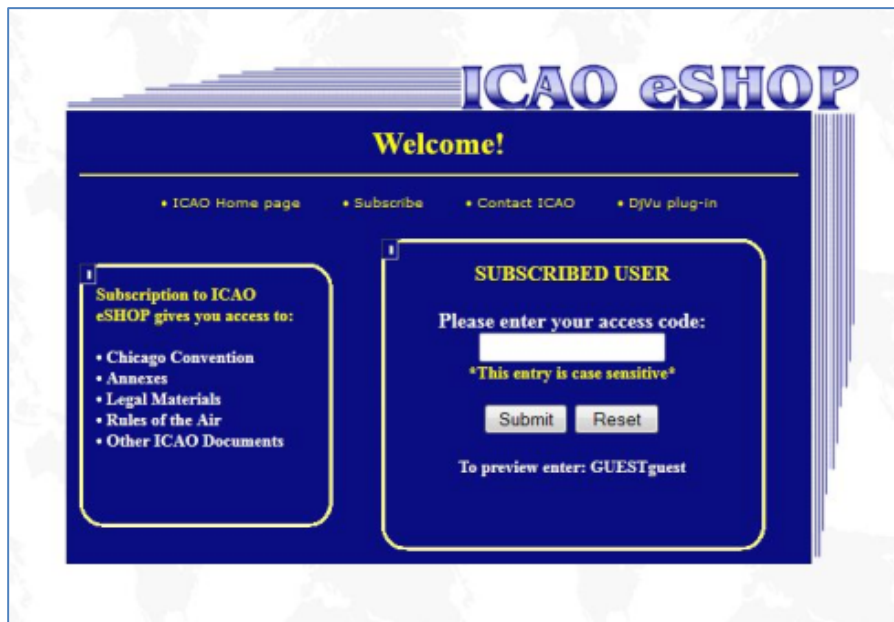 ICAO eSHOP
Welcome!
• ICAO Home page • Subscribe • Contact ICAO • DjVu plug-in
Subscription to ICAO
eSHOP gives you access to:
• Chicago Convention
• Annexes
• Legal Materials
• Rules of the Air
• Other ICAO Documents
SUBSCRIBED USER
Please enter your access code:
*This entry is case sensitive*
Submit Reset
To preview enter: GUESTguest